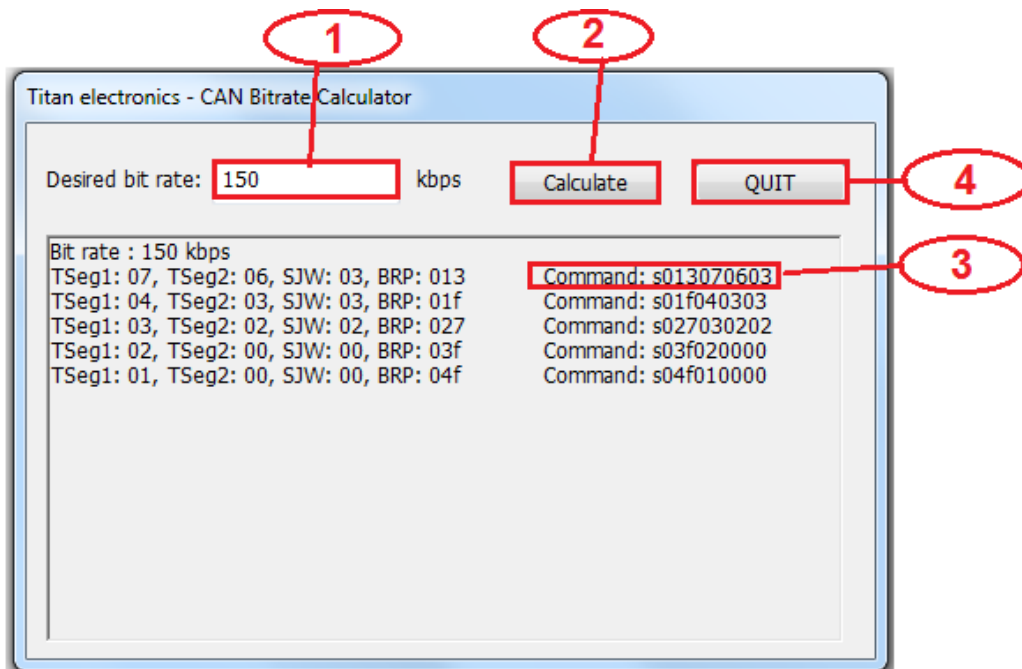 1
2
Titan electronics - CAN Bitrate Calculator
Desired bit rate: 150 kbps Calculate QUIT
4
Bit rate : 150 kbps
TSeg1: 07, TSeg2: 06, SJW: 03, BRP: 013 Command: s013070603
3
TSeg1: 04, TSeg2: 03, SJW: 03, BRP: 01f Command: s01f040303
TSeg1: 03, TSeg2: 02, SJW: 02, BRP: 027 Command: s027030202
TSeg1: 02, TSeg2: 00, SJW: 00, BRP: 03f Command: s03f020000
TSeg1: 01, TSeg2: 00, SJW: 00, BRP: 04f Command: s04f010000